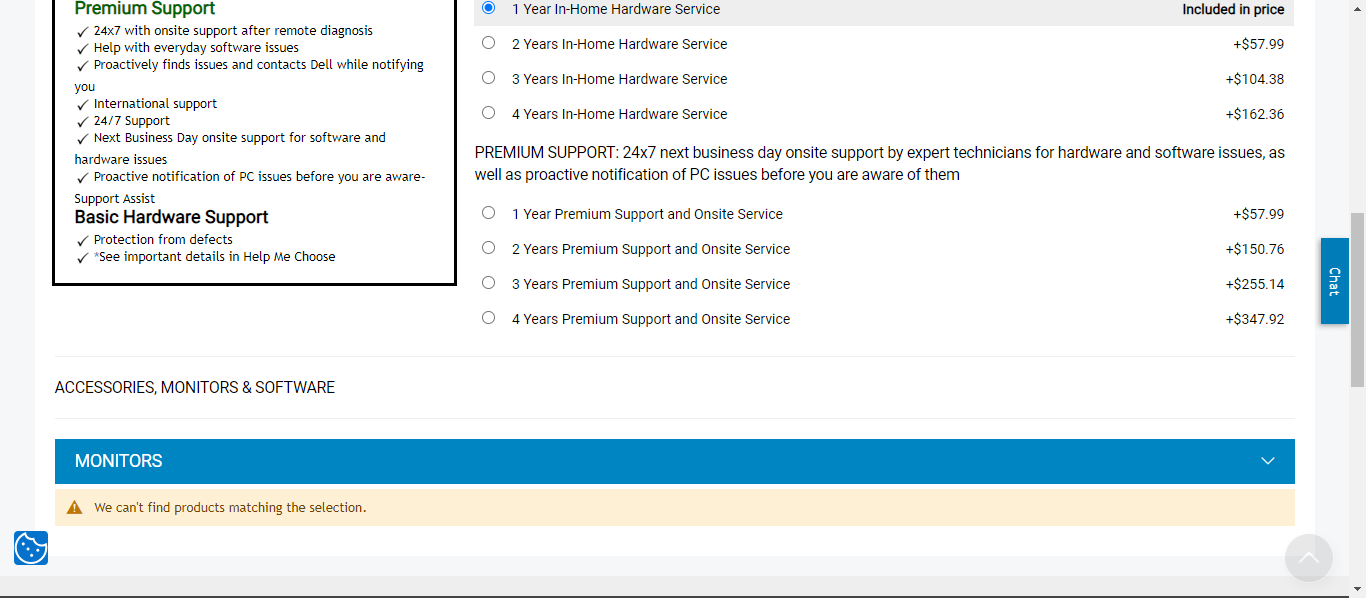 Premium Support
✓ 24x7 with onsite support after remote diagnosis
✓ Help with everyday software issues
✓ Proactively finds issues and contacts Dell while notifying
you
✓ International support
✓ 24/7 Support
✓ Next Business Day onsite support for software and
hardware issues
✓ Proactive notification of PC issues before you are aware-
Support Assist
Basic Hardware Support
✓ Protection from defects
✓ *See important details in Help Me Choose
1 Year In-Home Hardware Service Included in price
2 Years In-Home Hardware Service +$57.99
3 Years In-Home Hardware Service +$104.38
4 Years In-Home Hardware Service +$162.36
PREMIUM SUPPORT: 24x7 next business day onsite support by expert technicians for hardware and software issues, as
well as proactive notification of PC issues before you are aware of them
1 Year Premium Support and Onsite Service +$57.99
2 Years Premium Support and Onsite Service +$150.76
3 Years Premium Support and Onsite Service +$255.14
4 Years Premium Support and Onsite Service +$347.92
Chat
ACCESSORIES, MONITORS & SOFTWARE
MONITORS
We can't find products matching the selection.